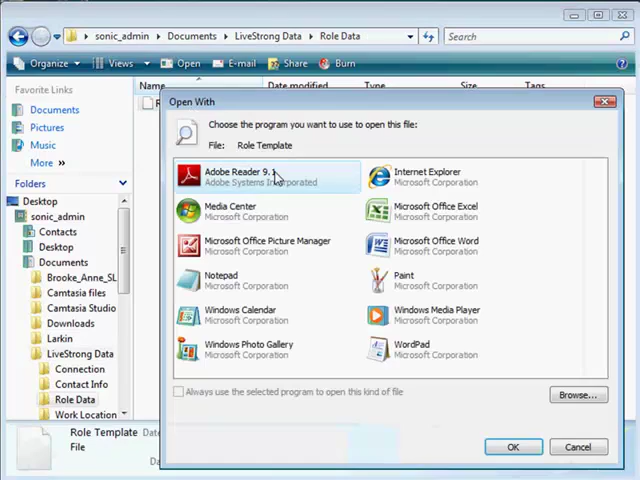 sonic_admin Documents LiveStrong Data Role Data Search
Organize Views Open E-mail Share Burn
Favorite Links
Documents
Pictures
Music
More »
Folders
Desktop
sonic_admin
Contacts
Desktop
Documents
Brooke_Anne_SL
Camtasia files
Camtasia Studio
Downloads
Larkin
LiveStrong Data
Connection
Contact Info
Role Data
Work Location
Name Date modified Type Size Tags
Open With
Choose the program you want to use to open this file:
File: Role Template
Adobe Reader 9.1
Adobe Systems Incorporated
Internet Explorer
Microsoft Corporation
Media Center
Microsoft Corporation
Microsoft Office Excel
Microsoft Corporation
Microsoft Office Picture Manager
Microsoft Corporation
Microsoft Office Word
Microsoft Corporation
Notepad
Microsoft Corporation
Paint
Microsoft Corporation
Windows Calendar
Microsoft Corporation
Windows Media Player
Microsoft Corporation
Windows Photo Gallery
Microsoft Corporation
WordPad
Microsoft Corporation
Always use the selected program to open this kind of file
Browse...
OK Cancel
Role Template
File